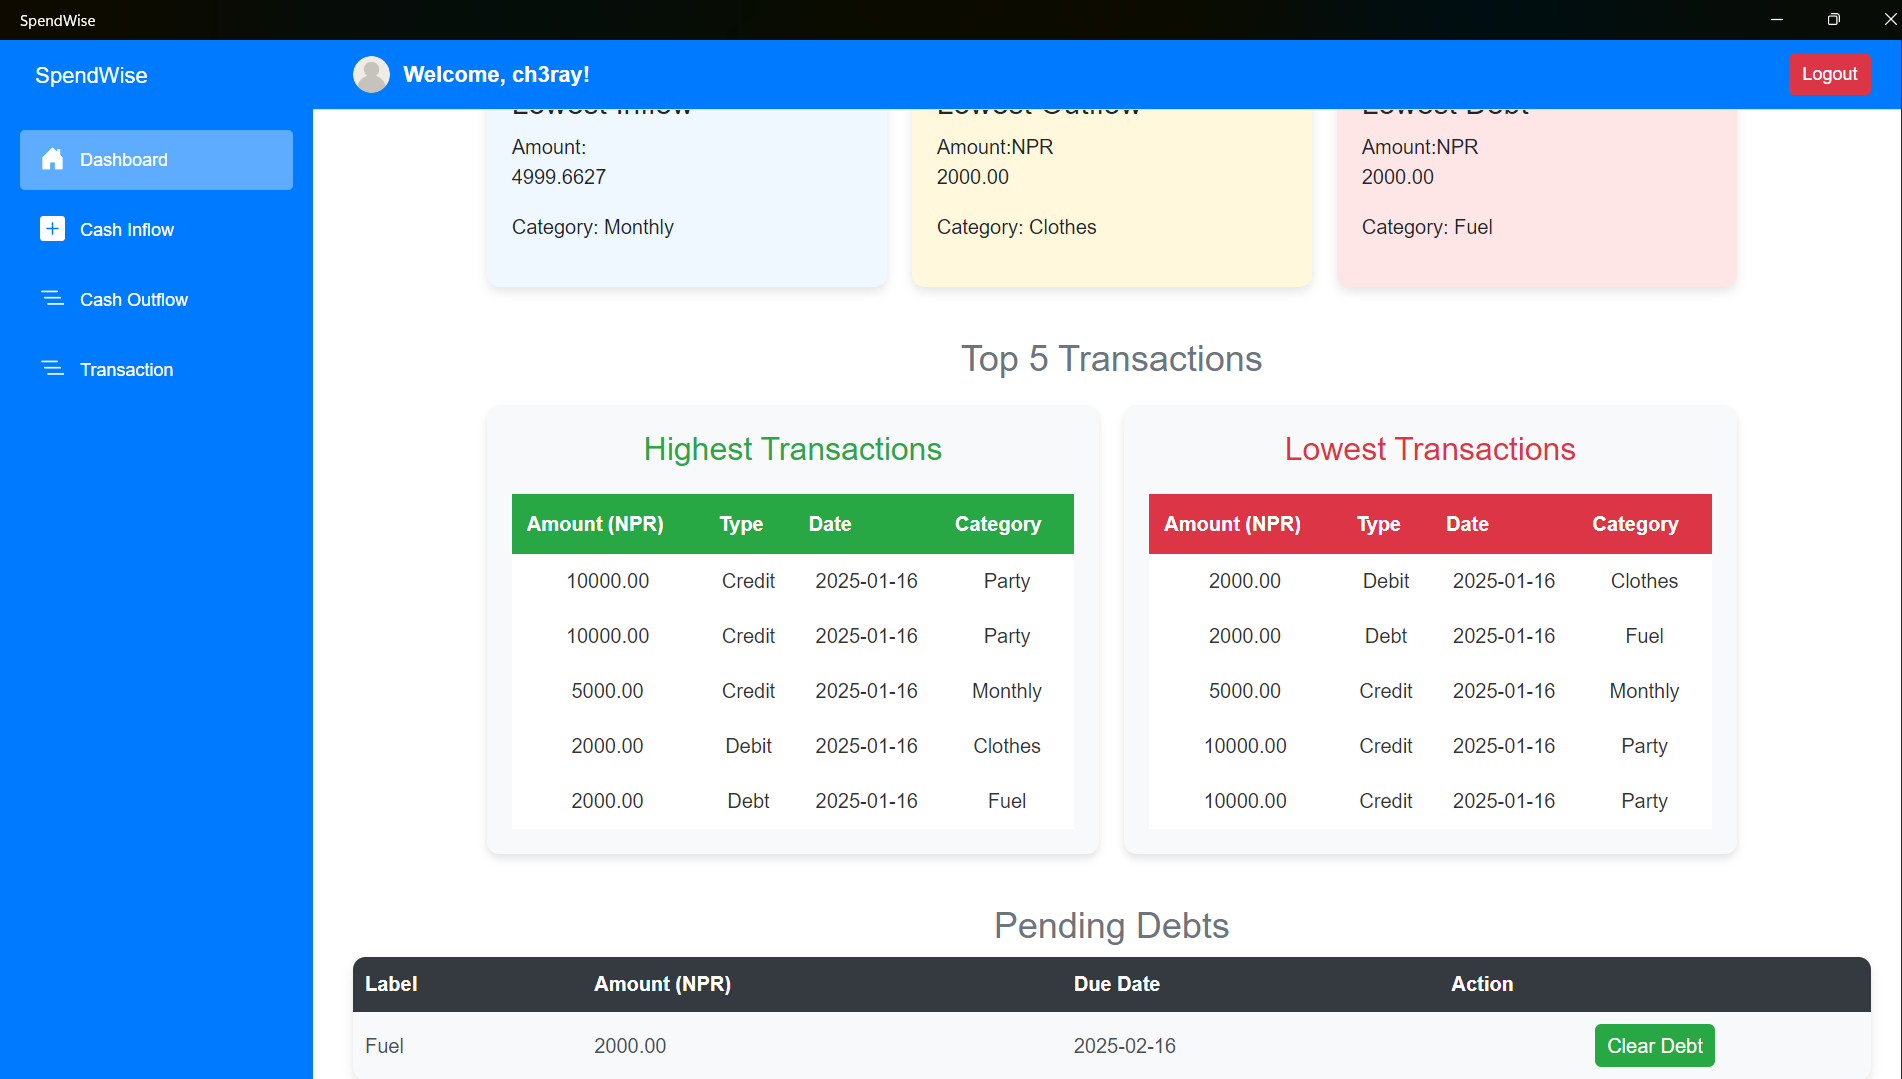 SpendWise
SpendWise
Welcome, ch3ray!
Logout
Dashboard
Cash Inflow
Cash Outflow
Transaction
Lowest Inflow
Amount:
4999.6627
Category: Monthly
Lowest Outflow
Amount:NPR
2000.00
Category: Clothes
Lowest Debt
Amount:NPR
2000.00
Category: Fuel
Top 5 Transactions
Highest Transactions
Amount (NPR) Type Date Category
10000.00 Credit 2025-01-16 Party
10000.00 Credit 2025-01-16 Party
5000.00 Credit 2025-01-16 Monthly
2000.00 Debit 2025-01-16 Clothes
2000.00 Debt 2025-01-16 Fuel
Lowest Transactions
Amount (NPR) Type Date Category
2000.00 Debit 2025-01-16 Clothes
2000.00 Debt 2025-01-16 Fuel
5000.00 Credit 2025-01-16 Monthly
10000.00 Credit 2025-01-16 Party
10000.00 Credit 2025-01-16 Party
Pending Debts
Label Amount (NPR) Due Date Action
Fuel 2000.00 2025-02-16 Clear Debt